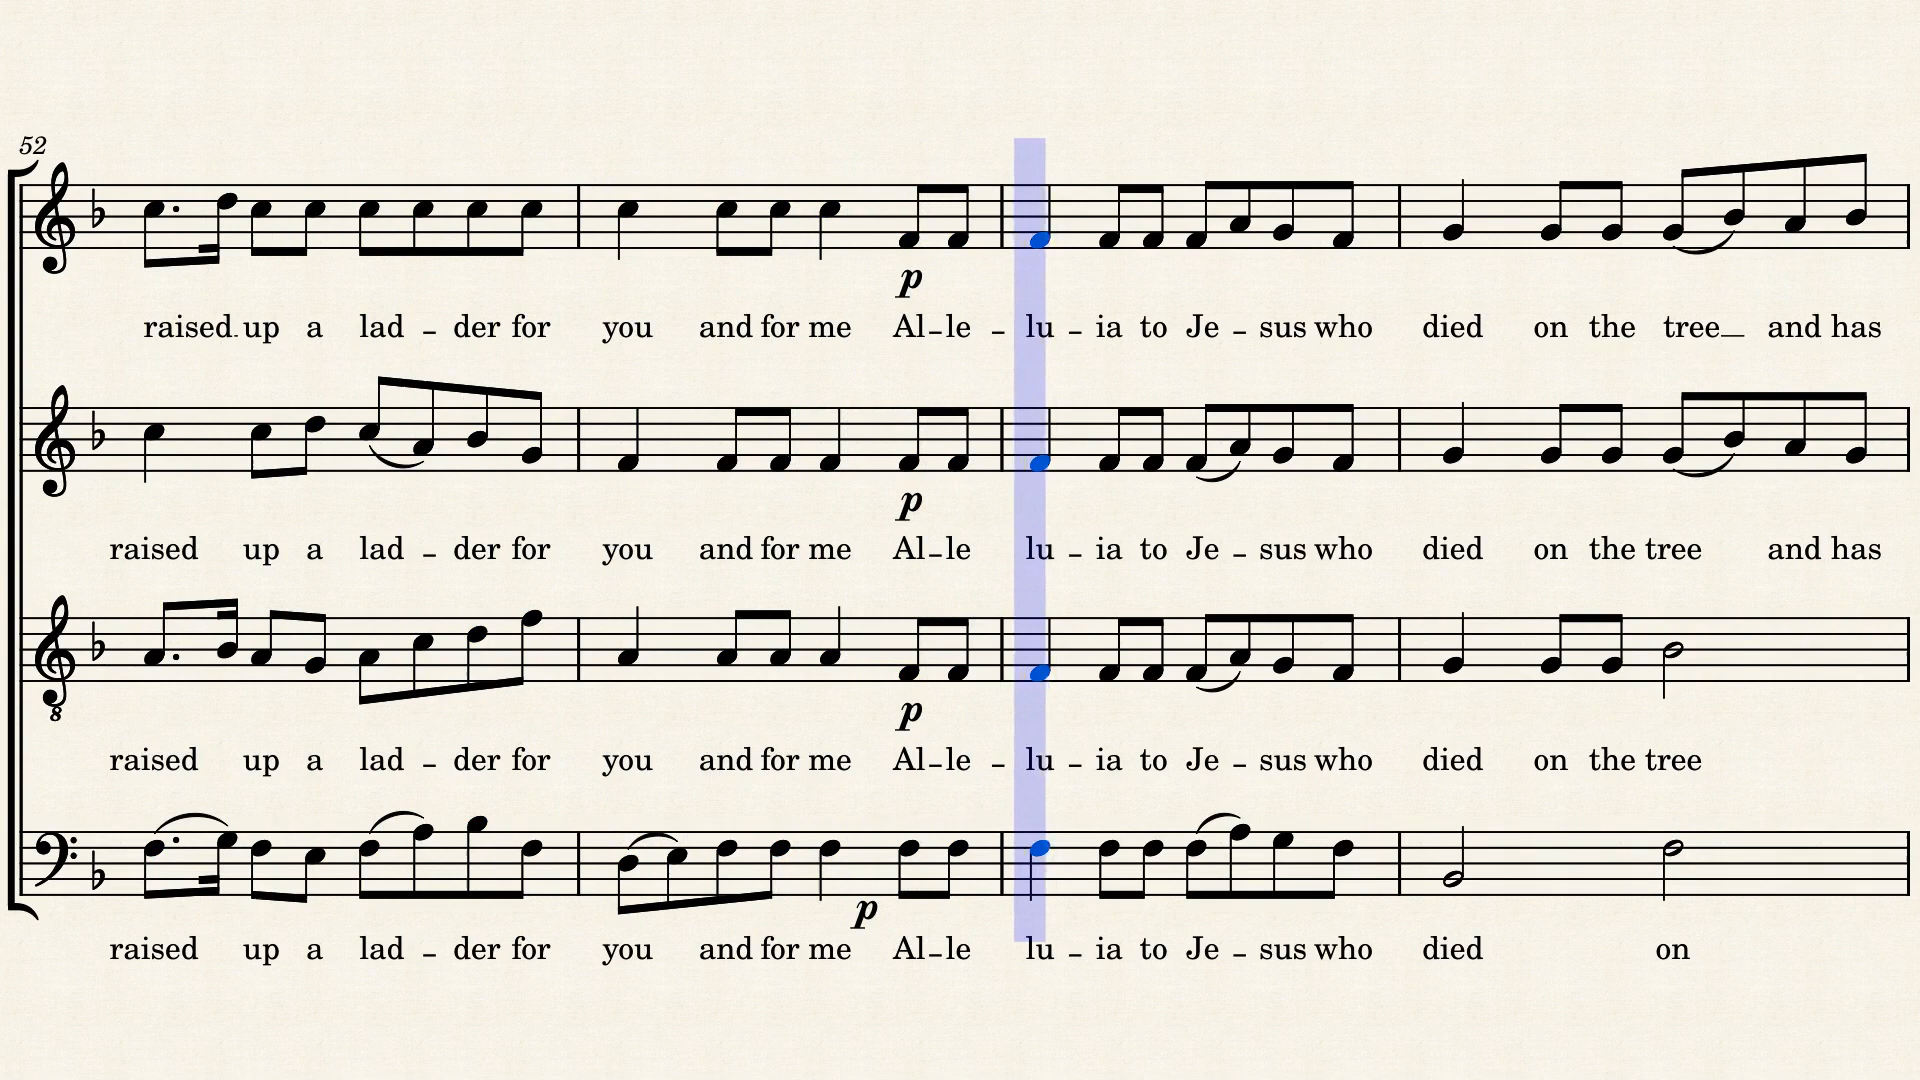 52
raised up a lad – der for you and for me Al – le – lu – ia to Je – sus who died on the tree and has
p
raised up a lad – der for you and for me Al – le lu – ia to Je – sus who died on the tree and has
p
8
raised up a lad – der for you and for me Al – le – lu – ia to Je – sus who died on the tree
p
raised up a lad – der for you and for me Al – le lu – ia to Je – sus who died on
p